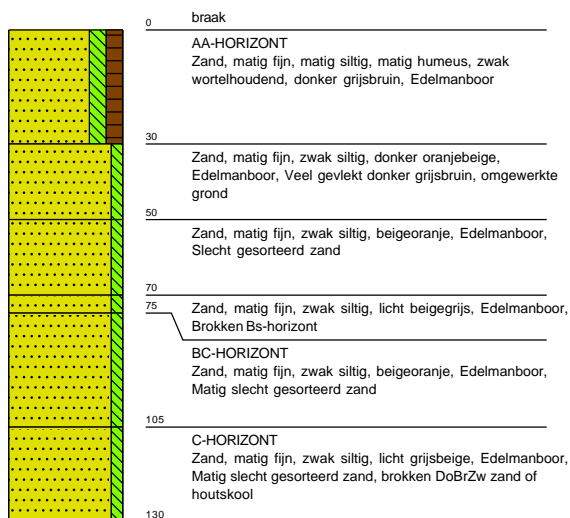 braak
0
AA-HORIZONT
Zand, matig fijn, matig siltig, matig humeus, zwak
wortelhoudend, donker grijsbruin, Edelmanboor
30
Zand, matig fijn, zwak siltig, donker oranjebeige,
Edelmanboor, Veel gevlekt donker grijsbruin, omgewerkte
grond
50
Zand, matig fijn, zwak siltig, beigeoranje, Edelmanboor,
Slecht gesorteerd zand
70
Zand, matig fijn, zwak siltig, licht beigegrijs, Edelmanboor,
Brokken Bs-horizont
75
BC-HORIZONT
Zand, matig fijn, zwak siltig, beigeoranje, Edelmanboor,
Matig slecht gesorteerd zand
105
C-HORIZONT
Zand, matig fijn, zwak siltig, licht grijsbeige, Edelmanboor,
Matig slecht gesorteerd zand, brokken DoBrZw zand of
houtskool
130